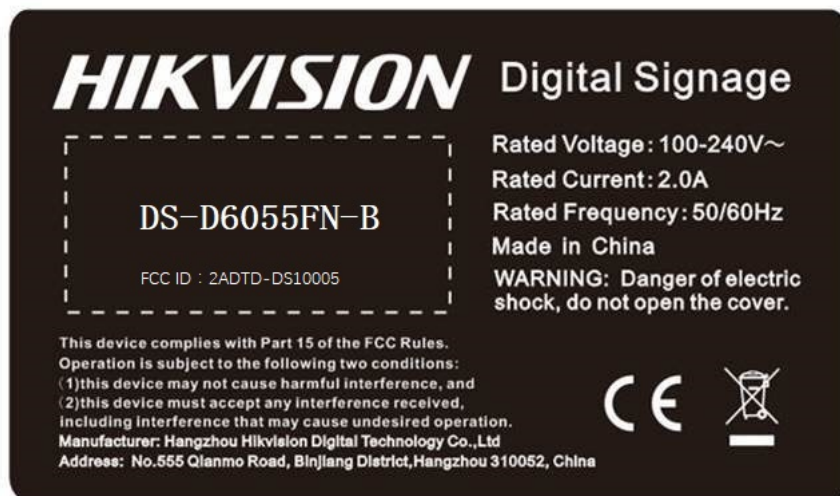 HIKVISION Digital Signage
DS-D6055FN-B
FCC ID : 2ADTD-DS10005
Rated Voltage: 100-240V~
Rated Current: 2.0A
Rated Frequency: 50/60Hz
Made in China
WARNING: Danger of electric
shock, do not open the cover.
This device complies with Part 15 of the FCC Rules.
Operation is subject to the following two conditions:
(1)this device may not cause harmful interference, and
(2)this device must accept any interference received,
including interference that may cause undesired operation.
Manufacturer: Hangzhou Hikvision Digital Technology Co.,Ltd
Address: No.555 Qianmo Road, Binjiang District,Hangzhou 310052, China
CE